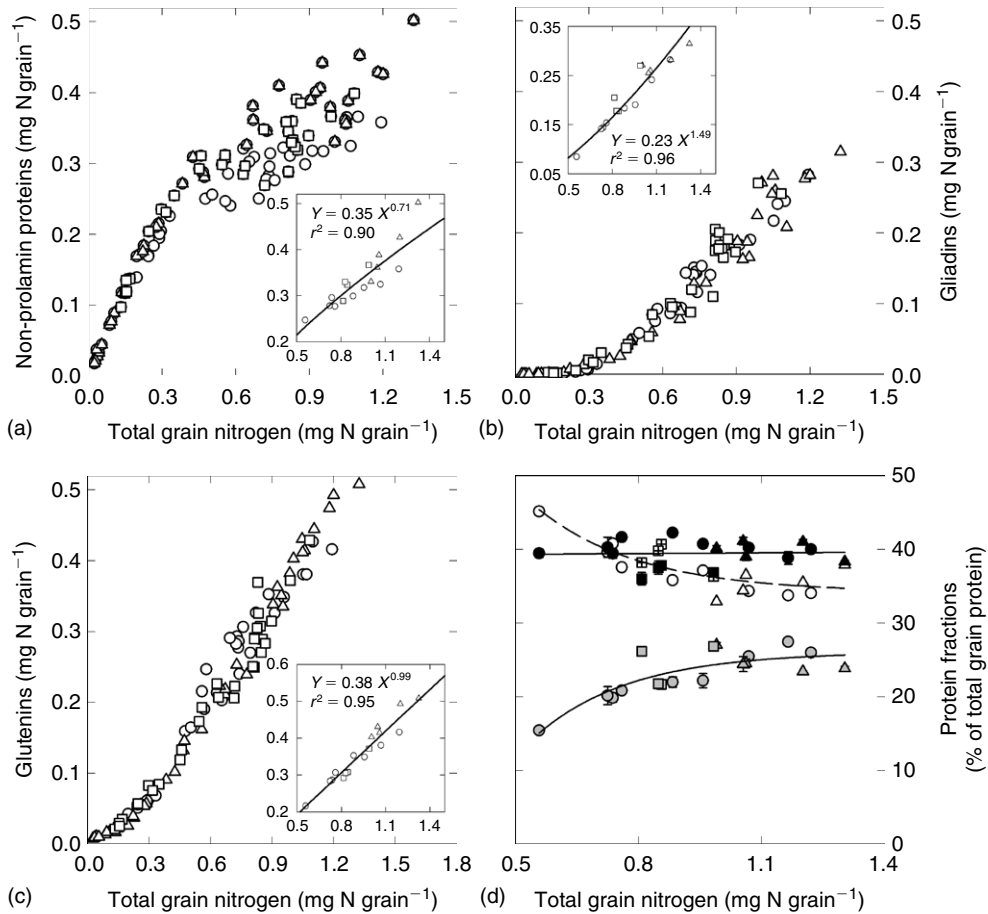 0.5
0.4
0.3
0.2
0.1
0.0
Non-prolamin proteins (mg N grain⁻¹)
Y = 0.35 X^0.71
r² = 0.90
0.5
0.4
0.3
0.2
0.5 0.8 1.1 1.4
0.0 0.3 0.6 0.9 1.2 1.5
(a) Total grain nitrogen (mg N grain⁻¹)
0.35
0.25
0.15
0.05
Y = 0.23 X^1.49
r² = 0.96
0.5 0.8 1.1 1.4
0.5
0.4
0.3
0.2
0.1
0.0
Gliadins (mg N grain⁻¹)
0.0 0.3 0.6 0.9 1.2 1.5
(b) Total grain nitrogen (mg N grain⁻¹)
0.5
0.4
0.3
0.2
0.1
0.0
Glutenins (mg N grain⁻¹)
0.6
0.5
0.4
0.3
0.2
Y = 0.38 X^0.99
r² = 0.95
0.5 0.8 1.1 1.4
0.0 0.3 0.6 0.9 1.2 1.5 1.8
(c) Total grain nitrogen (mg N grain⁻¹)
50
40
30
20
10
0
Protein fractions
(% of total grain protein)
0.5 0.8 1.1 1.4
(d) Total grain nitrogen (mg N grain⁻¹)